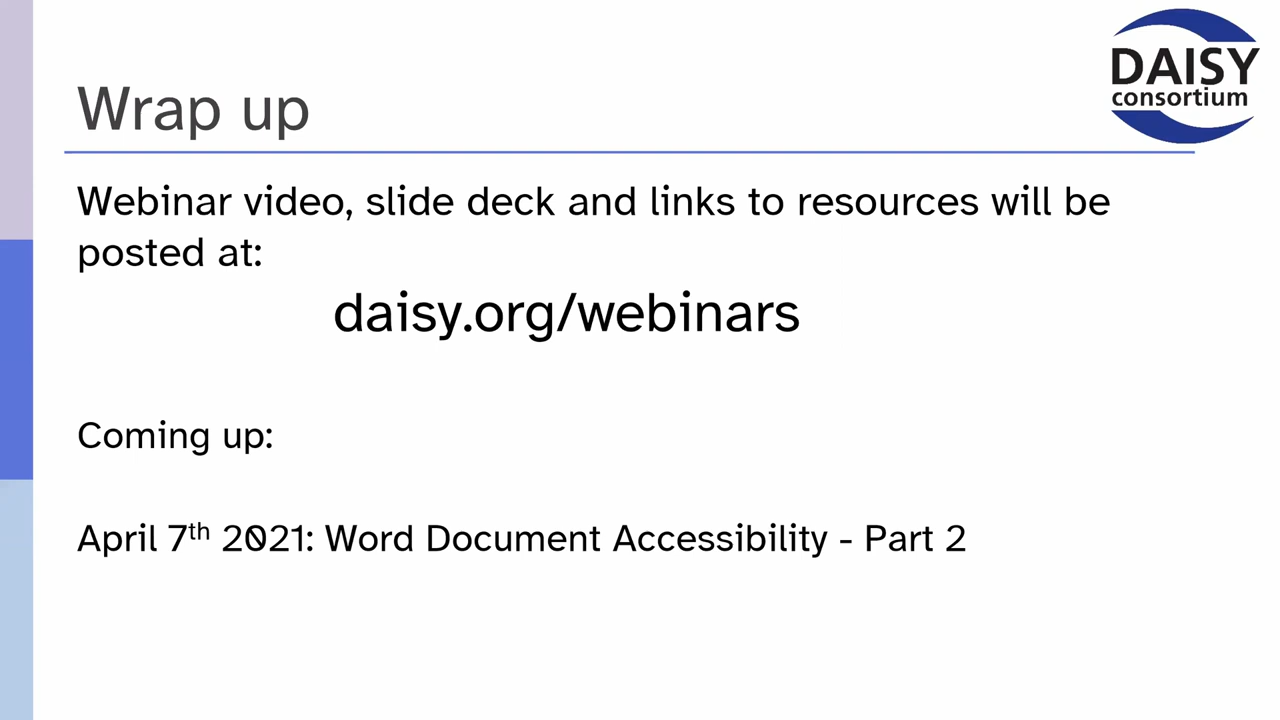 DAISY
consortium
Wrap up
Webinar video, slide deck and links to resources will be
posted at:
daisy.org/webinars
Coming up:
April 7th 2021: Word Document Accessibility - Part 2